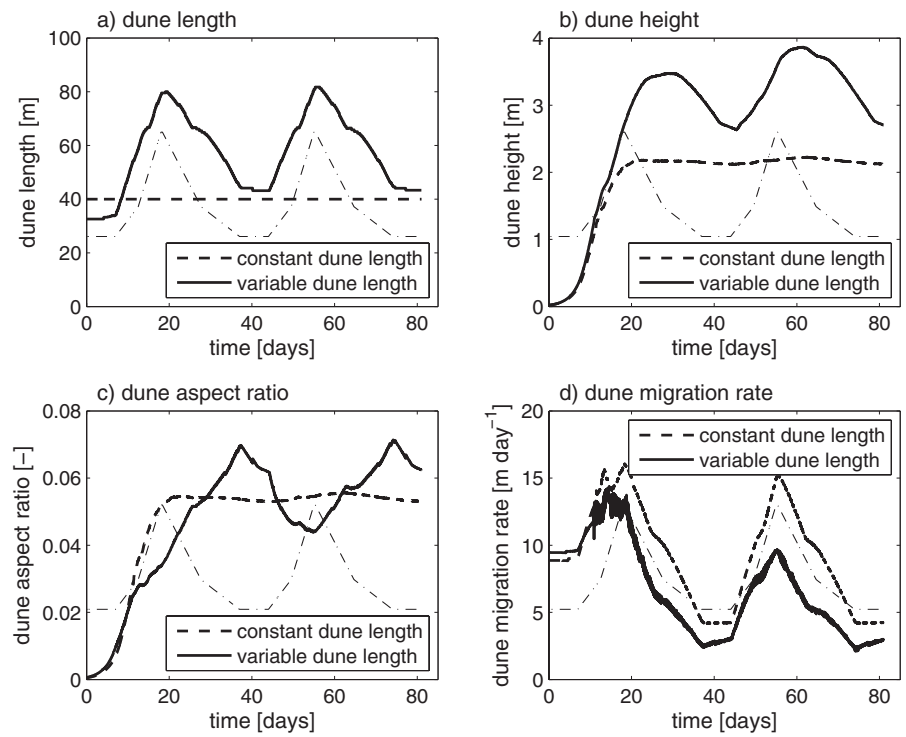 a) dune length
100
80
60
40
20
0
dune length [m]
constant dune length
variable dune length
0 20 40 60 80
time [days]
b) dune height
4
3
2
1
0
dune height [m]
constant dune length
variable dune length
0 20 40 60 80
time [days]
c) dune aspect ratio
0.08
0.06
0.04
0.02
0
dune aspect ratio [−]
constant dune length
variable dune length
0 20 40 60 80
time [days]
d) dune migration rate
20
15
10
5
0
dune migration rate [m day⁻¹]
constant dune length
variable dune length
0 20 40 60 80
time [days]